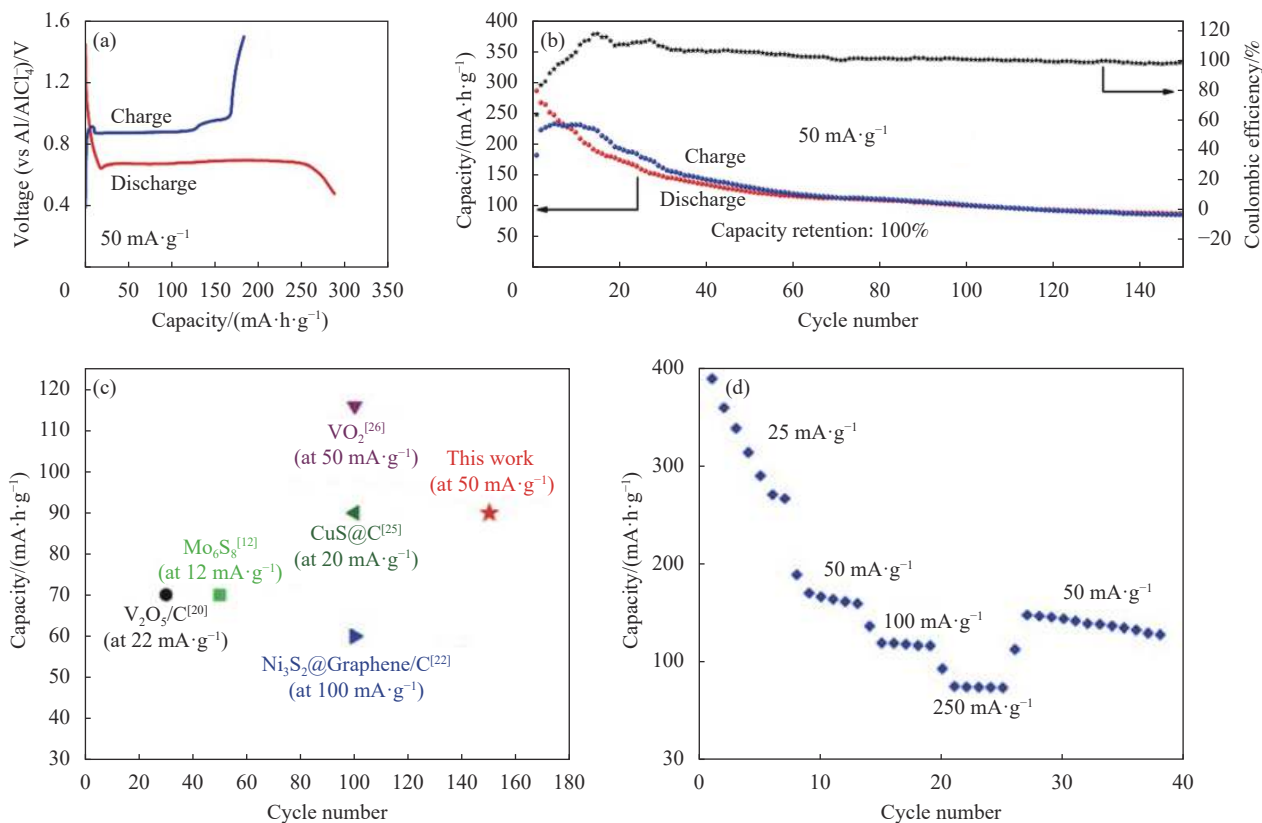 (a)
1.6
1.2
0.8
0.4
Voltage (vs Al/AlCl₄⁻)/V
Charge
Discharge
50 mA·g⁻¹
0 50 100 150 200 250 300 350
Capacity/(mA·h·g⁻¹)
(b)
400
350
300
250
200
150
100
50
Capacity/(mA·h·g⁻¹)
120
100
80
60
40
20
0
−20
Coulombic efficiency/%
50 mA·g⁻¹
Charge
Discharge
Capacity retention: 100%
0 20 40 60 80 100 120 140
Cycle number
(c)
120
110
100
90
80
70
60
50
40
30
Capacity/(mA·h·g⁻¹)
VO₂[26]
(at 50 mA·g⁻¹)
This work
(at 50 mA·g⁻¹)
CuS@C[25]
(at 20 mA·g⁻¹)
Mo₆S₈[12]
(at 12 mA·g⁻¹)
V₂O₅/C[20]
(at 22 mA·g⁻¹)
Ni₃S₂@Graphene/C[22]
(at 100 mA·g⁻¹)
0 20 40 60 80 100 120 140 160 180
Cycle number
(d)
400
400
300
200
100
30
Capacity/(mA·h·g⁻¹)
25 mA·g⁻¹
50 mA·g⁻¹
100 mA·g⁻¹
250 mA·g⁻¹
50 mA·g⁻¹
0 10 20 30 40
Cycle number